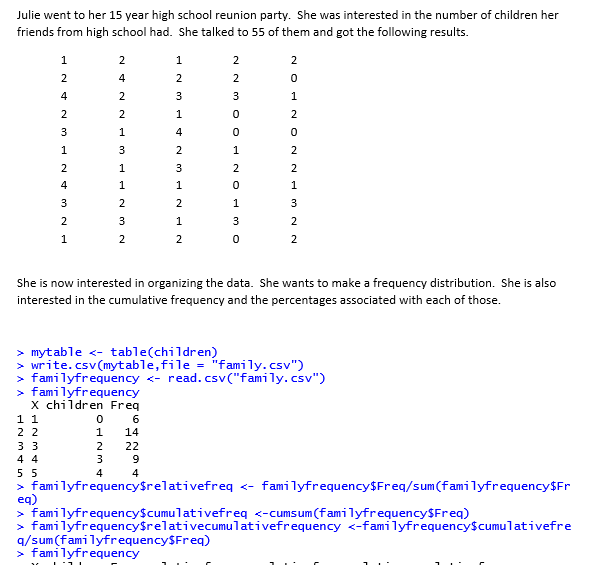 Julie went to her 15 year high school reunion party.  She was interested in the number of children her
friends from high school had.  She talked to 55 of them and got the following results.
1 2 1 2 2
2 4 2 2 0
4 2 3 3 1
2 2 1 0 2
3 1 4 0 0
1 3 2 1 2
2 1 3 2 2
4 1 1 0 1
3 2 2 1 3
2 3 1 3 2
1 2 2 0 2
She is now interested in organizing the data.  She wants to make a frequency distribution.  She is also
interested in the cumulative frequency and the percentages associated with each of those.
> mytable <- table(children)
> write.csv(mytable,file = "family.csv")
> familyfrequency <- read.csv("family.csv")
> familyfrequency
  X children Freq
1 1        0    6
2 2        1   14
3 3        2   22
4 4        3    9
5 5        4    4
> familyfrequency$relativefreq <- familyfrequency$Freq/sum(familyfrequency$Fr
eq)
> familyfrequency$cumulativefreq <-cumsum(familyfrequency$Freq)
> familyfrequency$relativecumulativefrequency <-familyfrequency$cumulativefre
q/sum(familyfrequency$Freq)
> familyfrequency